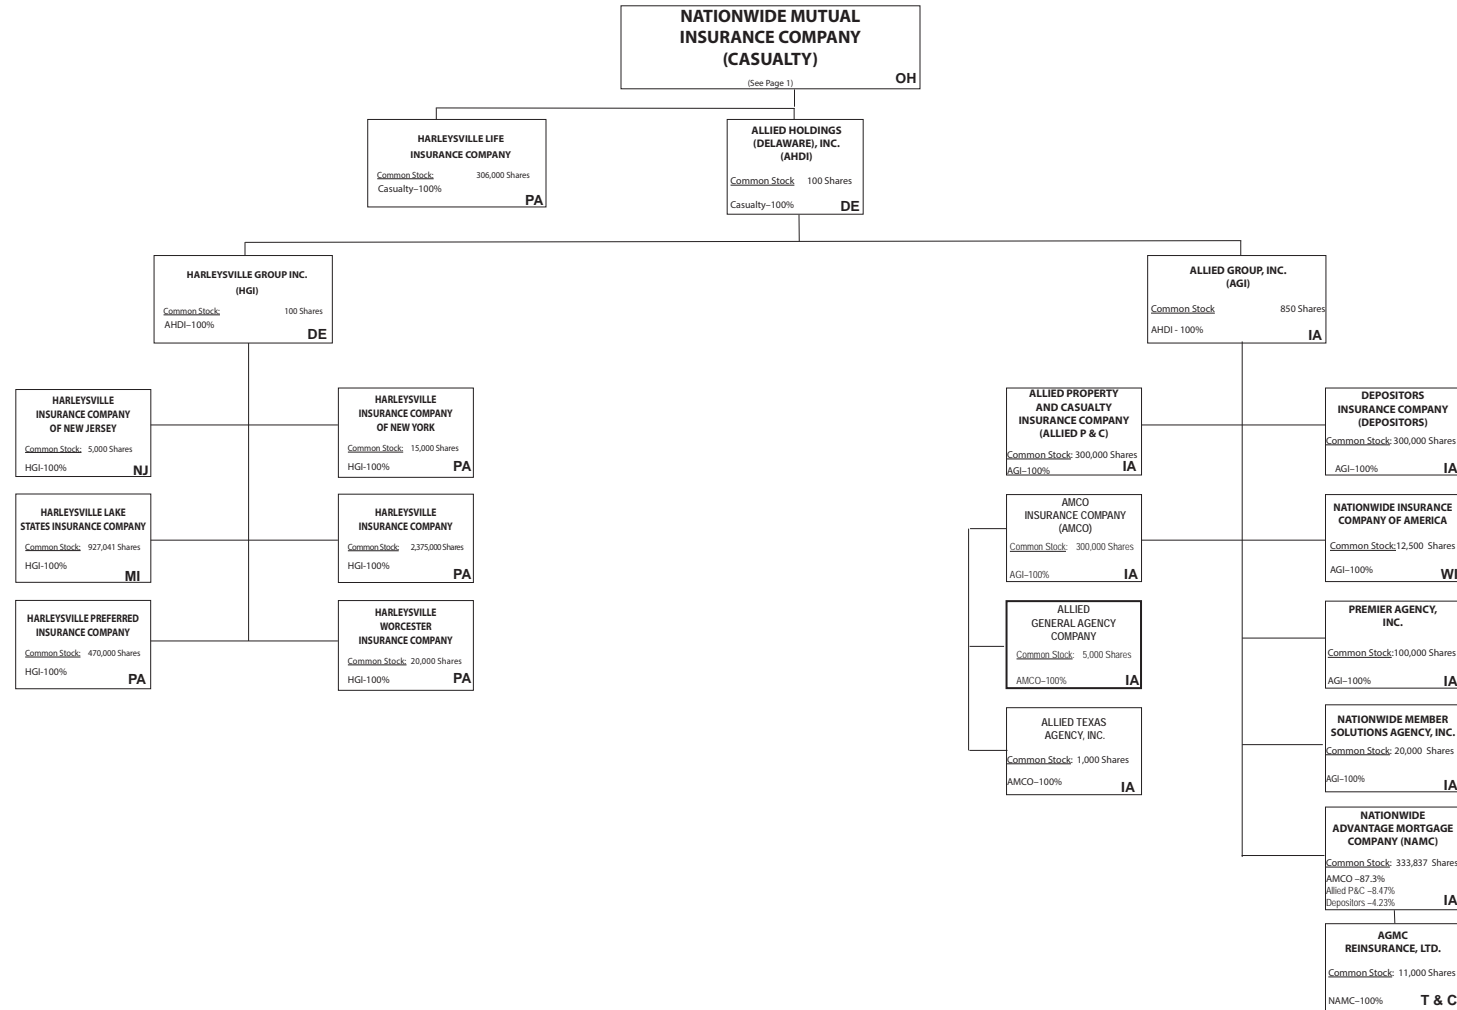 NATIONWIDE MUTUAL
INSURANCE COMPANY
(CASUALTY)
(See Page 1)
OH
HARLEYSVILLE LIFE
INSURANCE COMPANY
Common Stock: 306,000 Shares
Casualty–100%
PA
ALLIED HOLDINGS
(DELAWARE), INC.
(AHDI)
Common Stock 100 Shares
Casualty–100%
DE
HARLEYSVILLE GROUP INC.
(HGI)
Common Stock: 100 Shares
AHDI–100%
DE
ALLIED GROUP, INC.
(AGI)
Common Stock 850 Shares
AHDI - 100%
IA
HARLEYSVILLE
INSURANCE COMPANY
OF NEW JERSEY
Common Stock: 5,000 Shares
HGI-100%
NJ
HARLEYSVILLE
INSURANCE COMPANY
OF NEW YORK
Common Stock: 15,000 Shares
HGI-100%
PA
HARLEYSVILLE LAKE
STATES INSURANCE COMPANY
Common Stock: 927,041 Shares
HGI-100%
MI
HARLEYSVILLE
INSURANCE COMPANY
Common Stock: 2,375,000 Shares
HGI-100%
PA
HARLEYSVILLE PREFERRED
INSURANCE COMPANY
Common Stock: 470,000 Shares
HGI-100%
PA
HARLEYSVILLE
WORCESTER
INSURANCE COMPANY
Common Stock: 20,000 Shares
HGI-100%
PA
ALLIED PROPERTY
AND CASUALTY
INSURANCE COMPANY
(ALLIED P & C)
Common Stock: 300,000 Shares
AGI–100%
IA
DEPOSITORS
INSURANCE COMPANY
(DEPOSITORS)
Common Stock: 300,000 Shares
AGI–100%
IA
AMCO
INSURANCE COMPANY
(AMCO)
Common Stock: 300,000 Shares
AGI–100%
IA
NATIONWIDE INSURANCE
COMPANY OF AMERICA
Common Stock:12,500 Shares
AGI–100%
WI
ALLIED
GENERAL AGENCY
COMPANY
Common Stock: 5,000 Shares
AMCO–100%
IA
PREMIER AGENCY,
INC.
Common Stock:100,000 Shares
AGI–100%
IA
ALLIED TEXAS
AGENCY, INC.
Common Stock: 1,000 Shares
AMCO–100%
IA
NATIONWIDE MEMBER
SOLUTIONS AGENCY, INC.
Common Stock: 20,000 Shares
AGI–100%
IA
NATIONWIDE
ADVANTAGE MORTGAGE
COMPANY (NAMC)
Common Stock: 333,837 Shares
AMCO –87.3%
Allied P&C –8.47%
Depositors –4.23%
IA
AGMC
REINSURANCE, LTD.
Common Stock: 11,000 Shares
NAMC–100%
T & C